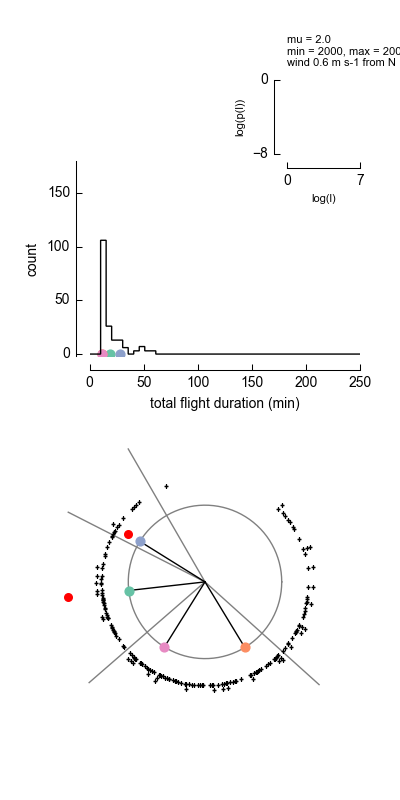 mu = 2.0
min = 2000, max = 200
wind 0.6 m s-1 from N
log(p(l))
0
−8
0 7
log(l)
count
150
100
50
0
0 50 100 150 200 250
total flight duration (min)